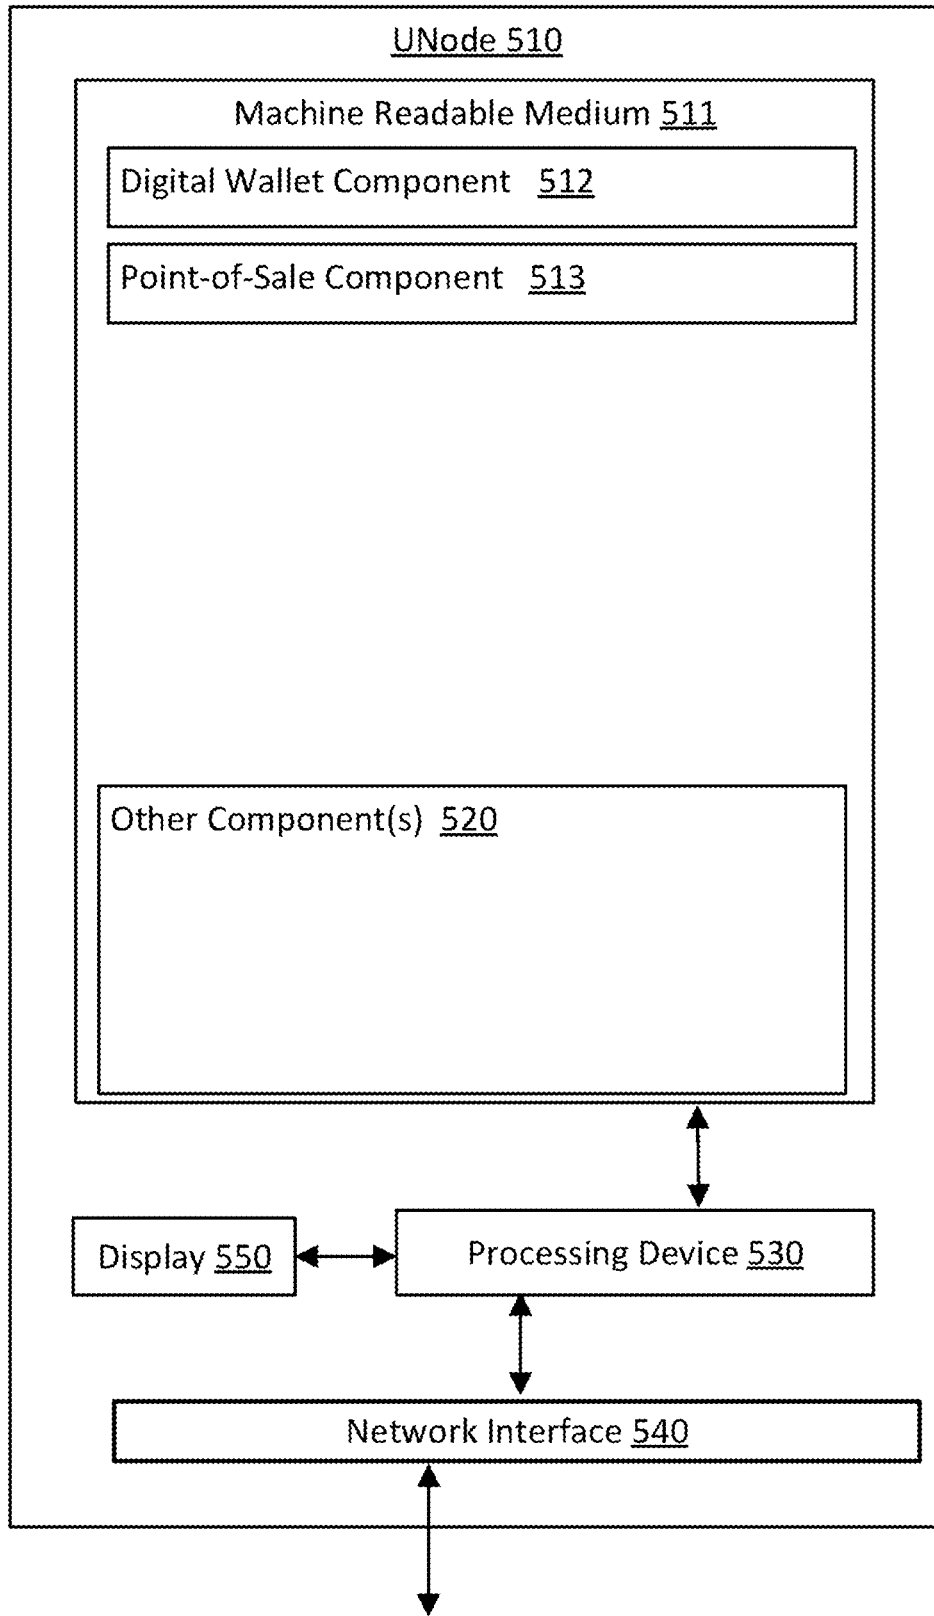 UNode 510
Machine Readable Medium 511
Digital Wallet Component 512
Point-of-Sale Component 513
Other Component(s) 520
Display 550
Processing Device 530
Network Interface 540